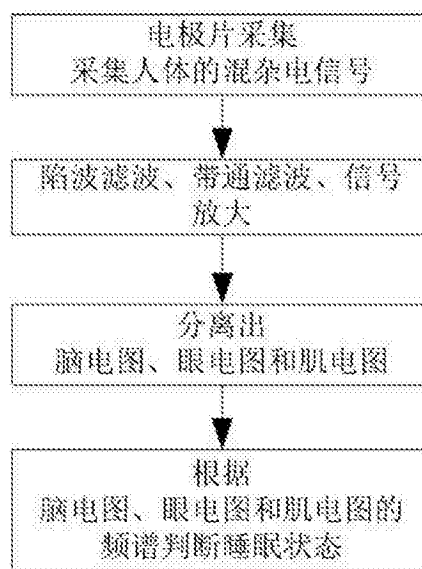 电极片采集
采集人体的混杂电信号
陷波滤波、带通滤波、信号
放大
分离出
脑电图、眼电图和肌电图
根据
脑电图、眼电图和肌电图的
频谱判断睡眠状态